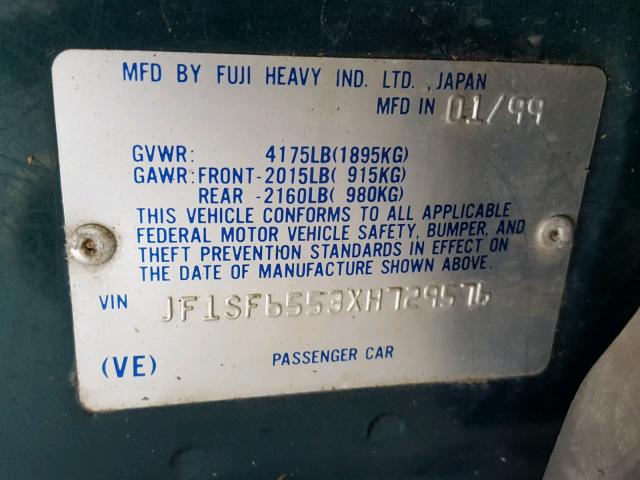 MFD BY FUJI HEAVY IND. LTD. , JAPAN
MFD IN 01/99
GVWR: 4175LB(1895KG)
GAWR:FRONT-2015LB( 915KG)
REAR -2160LB( 980KG)
THIS VEHICLE CONFORMS TO ALL APPLICABLE
FEDERAL MOTOR VEHICLE SAFETY, BUMPER, AND
THEFT PREVENTION STANDARDS IN EFFECT ON
THE DATE OF MANUFACTURE SHOWN ABOVE.
VIN JF1SF6553XH729576
(VE) PASSENGER CAR